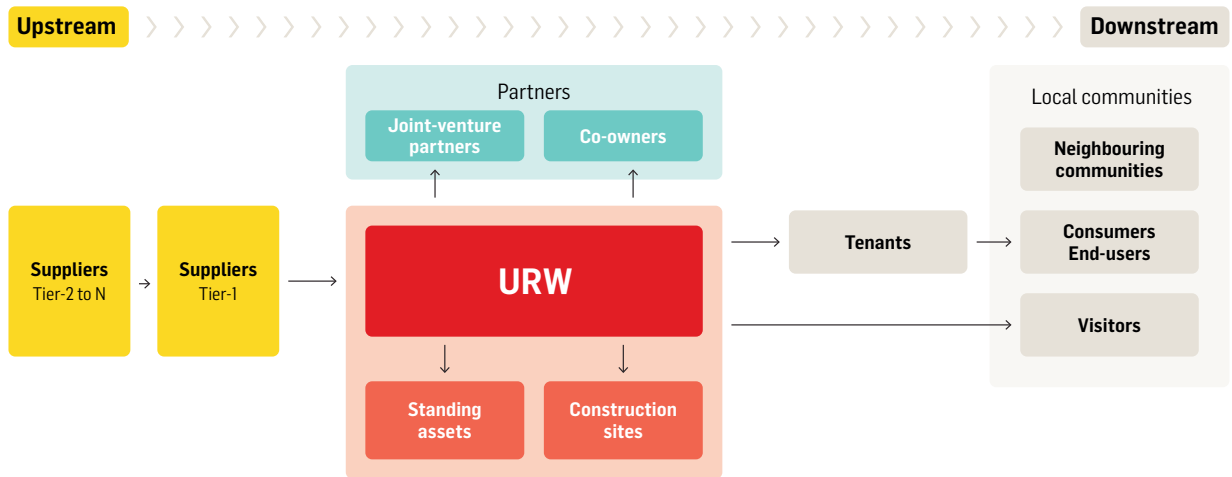 Upstream
Downstream
Partners
Joint-venture
partners
Co-owners
Local communities
Neighbouring
communities
Suppliers
Tier-2 to N
Suppliers
Tier-1
URW
Tenants
Consumers
End-users
Visitors
Standing
assets
Construction
sites